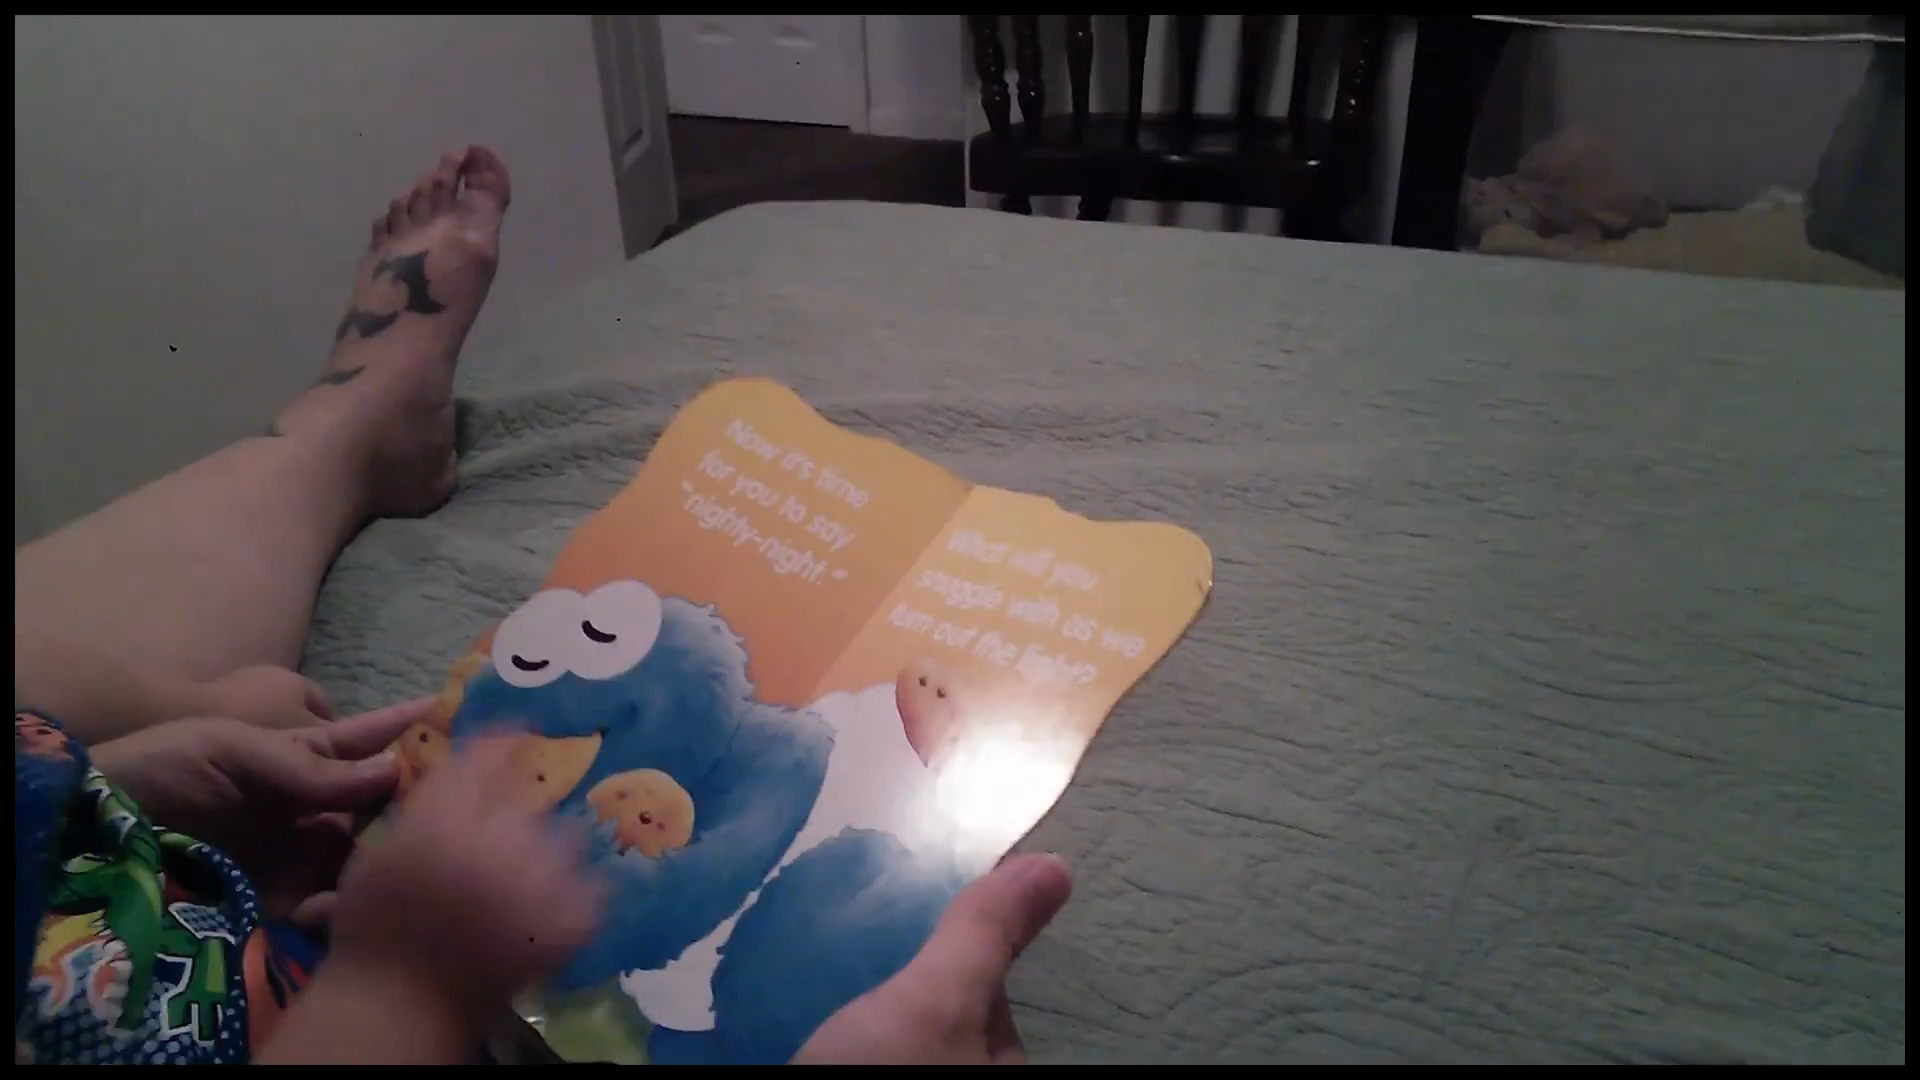 Now it's time
for you to say
"nighty-night."
What will you
snuggle with as we
turn out the light?